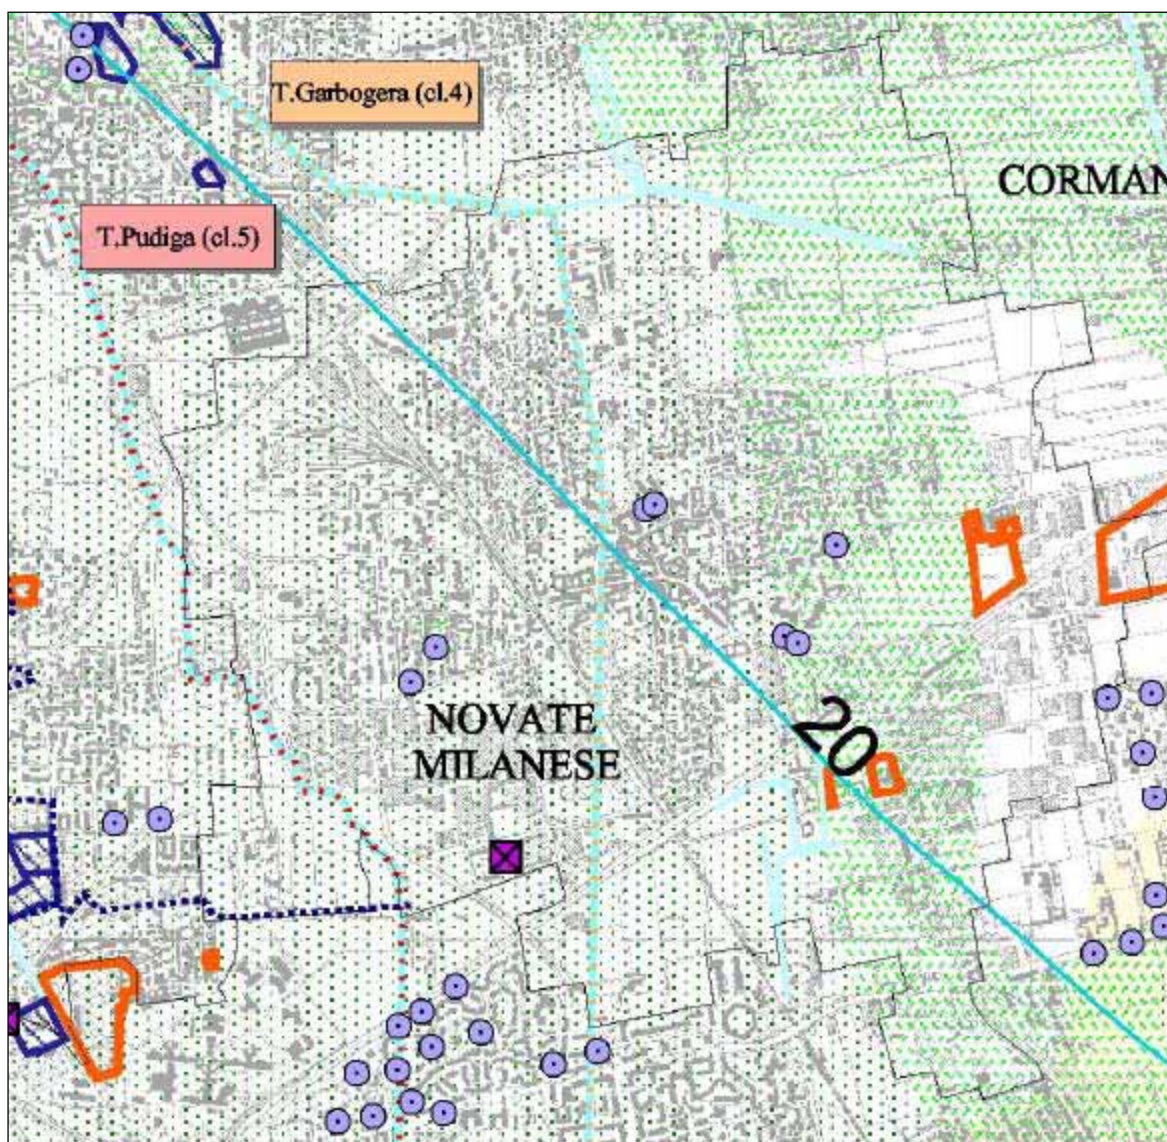 T.Garbogera (cl.4)
CORMAN
T.Pudiga (cl.5)
NOVATE
MILANESE
20